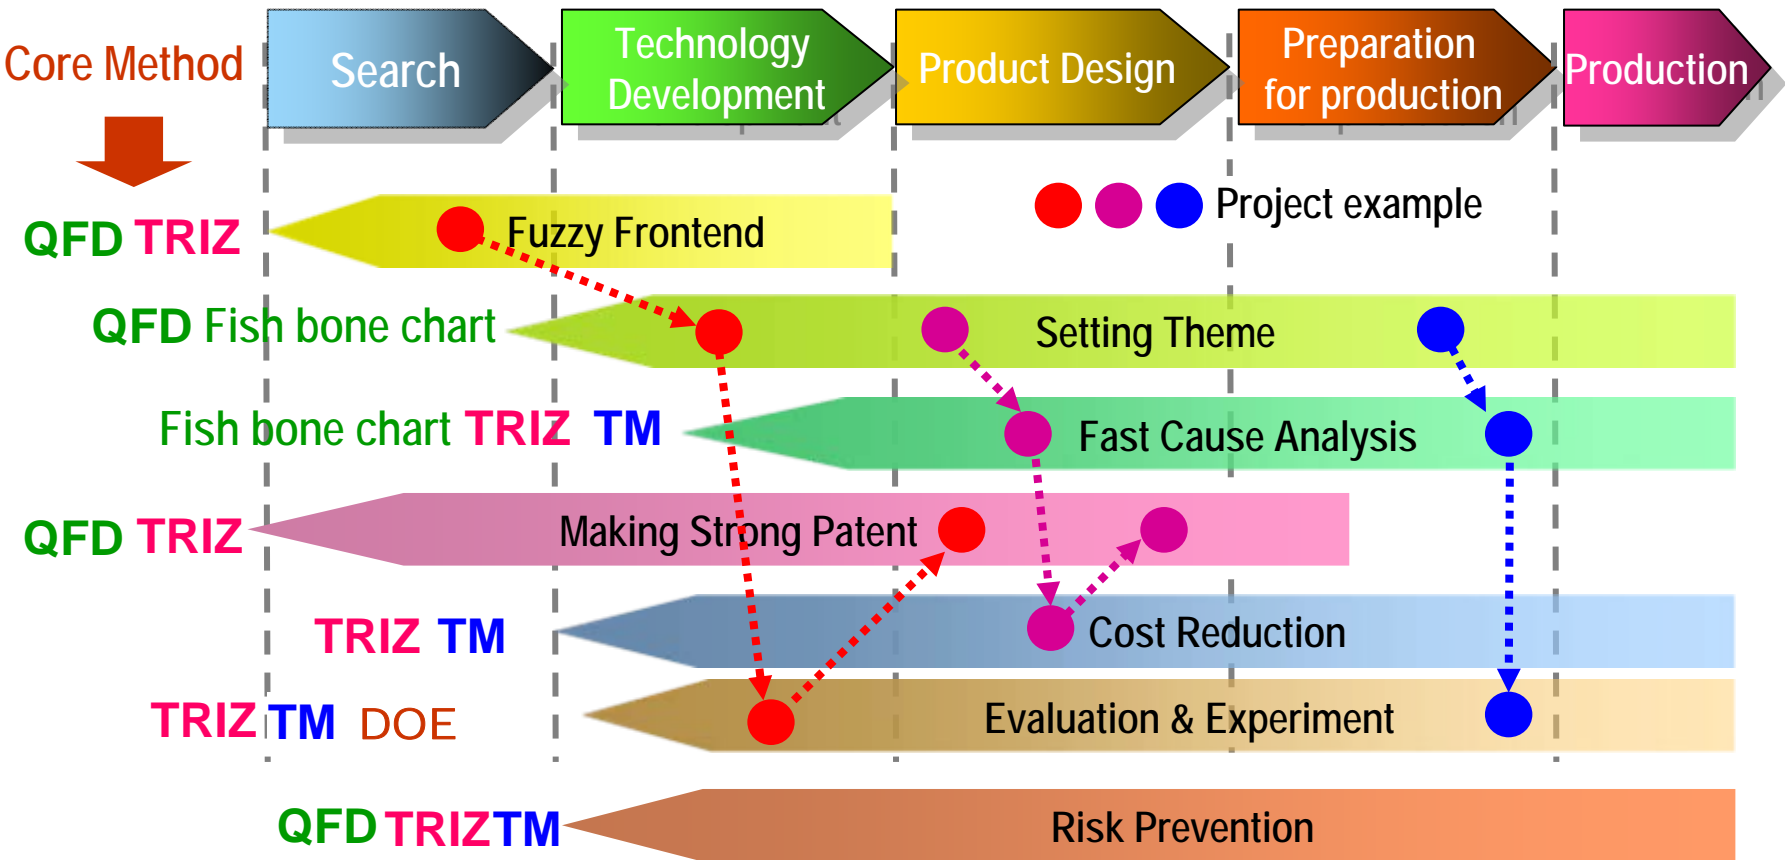 Core Method
Search
Technology
Development
Product Design
Preparation
for production
Production
Project example
QFD TRIZ
Fuzzy Frontend
QFD Fish bone chart
Setting Theme
Fish bone chart TRIZ TM
Fast Cause Analysis
QFD TRIZ
Making Strong Patent
TRIZ TM
Cost Reduction
TRIZ TM DOE
Evaluation & Experiment
QFD TRIZ TM
Risk Prevention